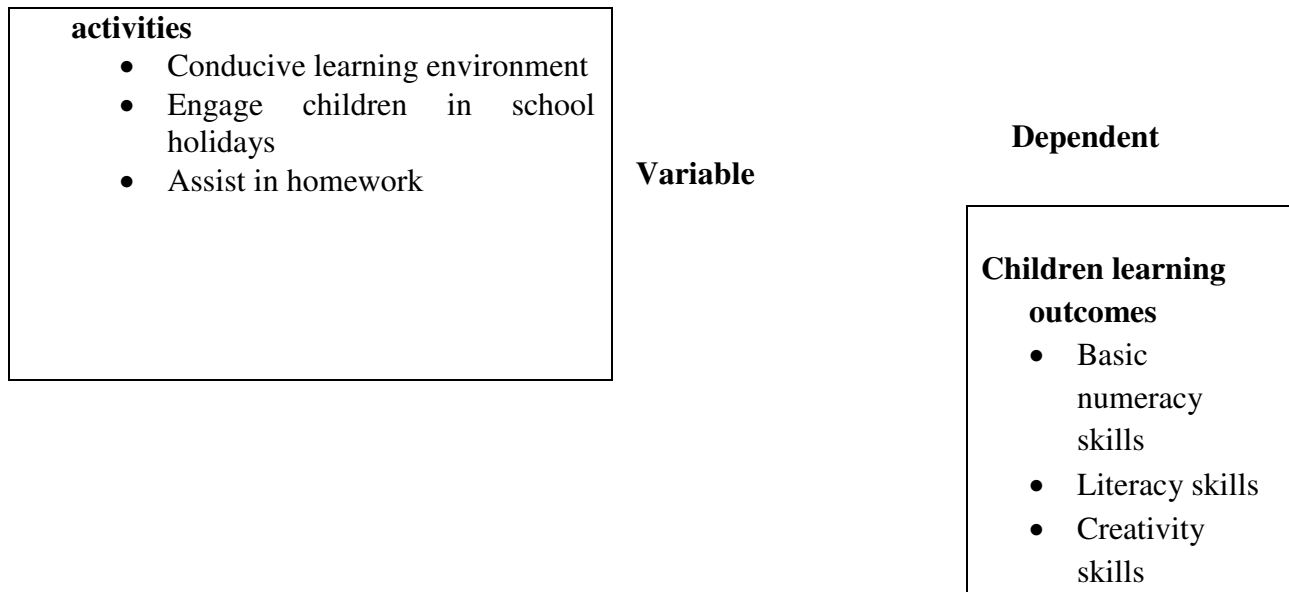 activities
• Conducive learning environment
• Engage children in school
holidays
• Assist in homework
Dependent
Variable
Children learning
outcomes
• Basic
numeracy
skills
• Literacy skills
• Creativity
skills